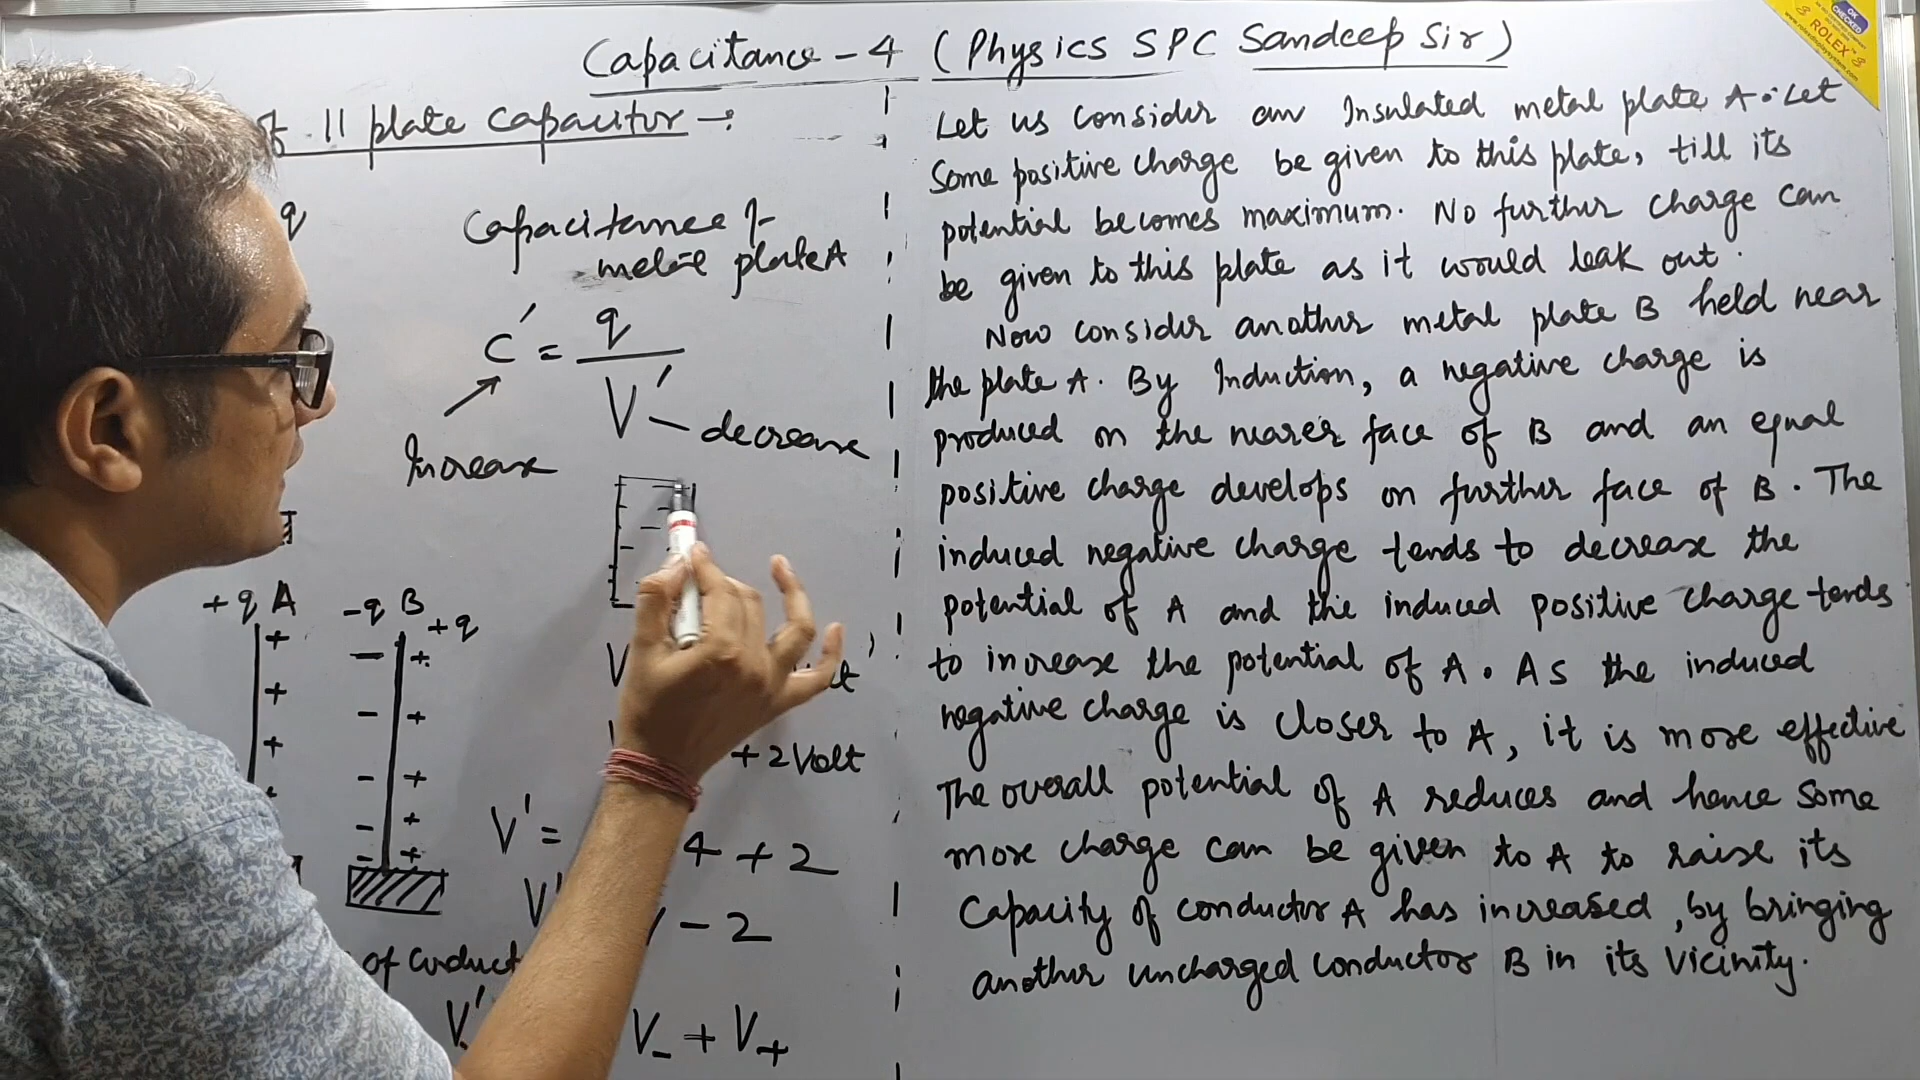 Capacitance - 4 (Physics SPC Sandeep Sir)
OK
CHECKED
ROLEX
of || plate capacitor →:
q
Capacitance of
metal plate A
C' = q / V'
decrease
Increase
+q A
-q B
+q
V
+ 2 Volt
V' = 4 + 2
V - 2
of conduct
V' V_ + V+
Let us consider an Insulated metal plate A. Let
Some positive charge be given to this plate, till its
potential becomes maximum. No further charge can
be given to this plate as it would leak out.
Now consider another metal plate B held near
the plate A. By Induction, a negative charge is
produced on the nearer face of B and an equal
positive charge develops on further face of B. The
induced negative charge tends to decrease the
potential of A and the induced positive charge tends
to increase the potential of A. As the induced
negative charge is closer to A, it is more effective
The overall potential of A reduces and hence some
more charge can be given to A to raise its
Capacity of conductor A has increased, by bringing
another uncharged conductor B in its vicinity.